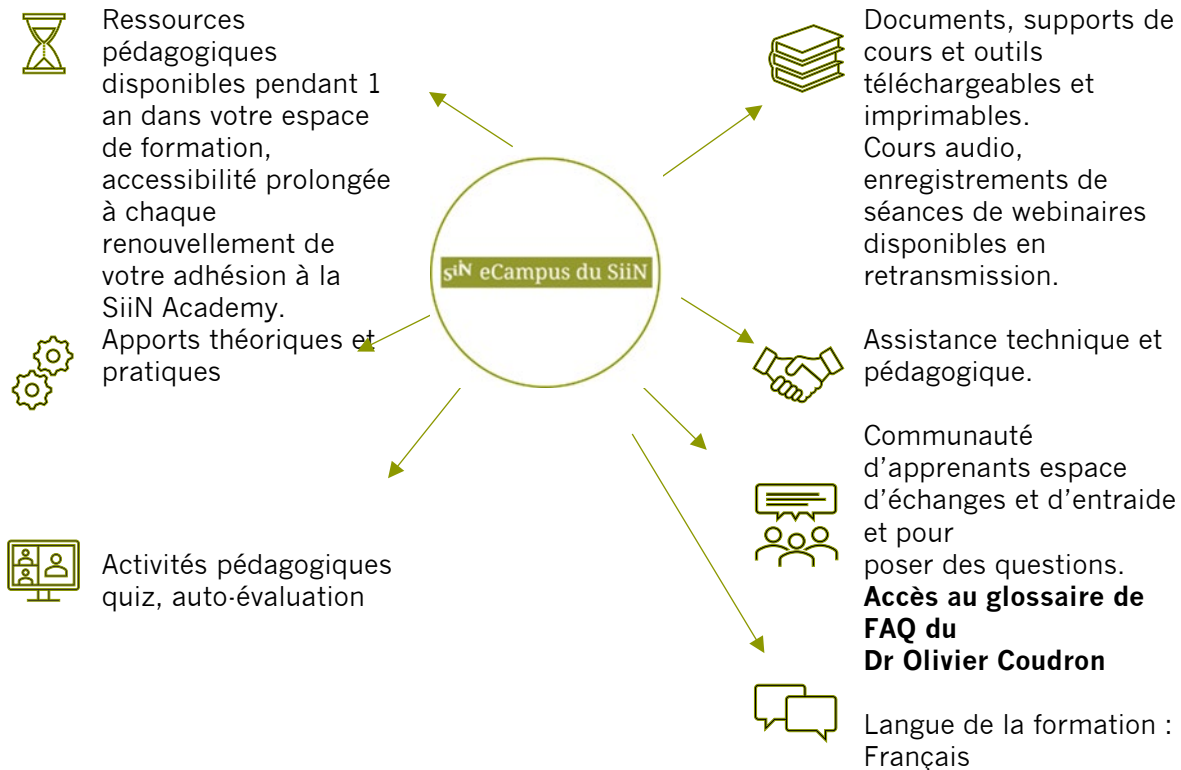 Ressources
pédagogiques
disponibles pendant 1
an dans votre espace
de formation,
accessibilité prolongée
à chaque
renouvellement de
votre adhésion à la
SiiN Academy.
Apports théoriques et
pratiques
Activités pédagogiques
quiz, auto-évaluation
siiN eCampus du SiiN
Documents, supports de
cours et outils
téléchargeables et
imprimables.
Cours audio,
enregistrements de
séances de webinaires
disponibles en
retransmission.
Assistance technique et
pédagogique.
Communauté
d’apprenants espace
d’échanges et d’entraide
et pour
poser des questions.
Accès au glossaire de
FAQ du
Dr Olivier Coudron
Langue de la formation :
Français